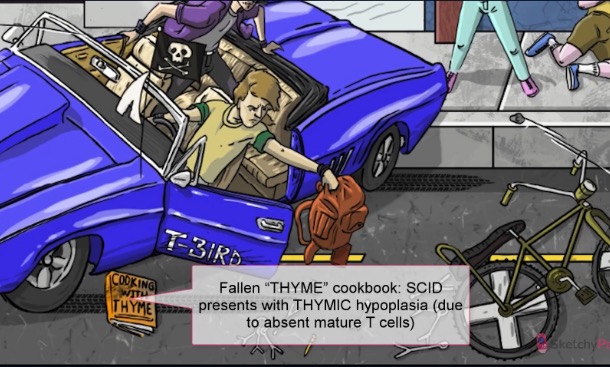 T-BIRD
COOKING
WITH
THYME
Fallen “THYME” cookbook: SCID
presents with THYMIC hypoplasia (due
to absent mature T cells)